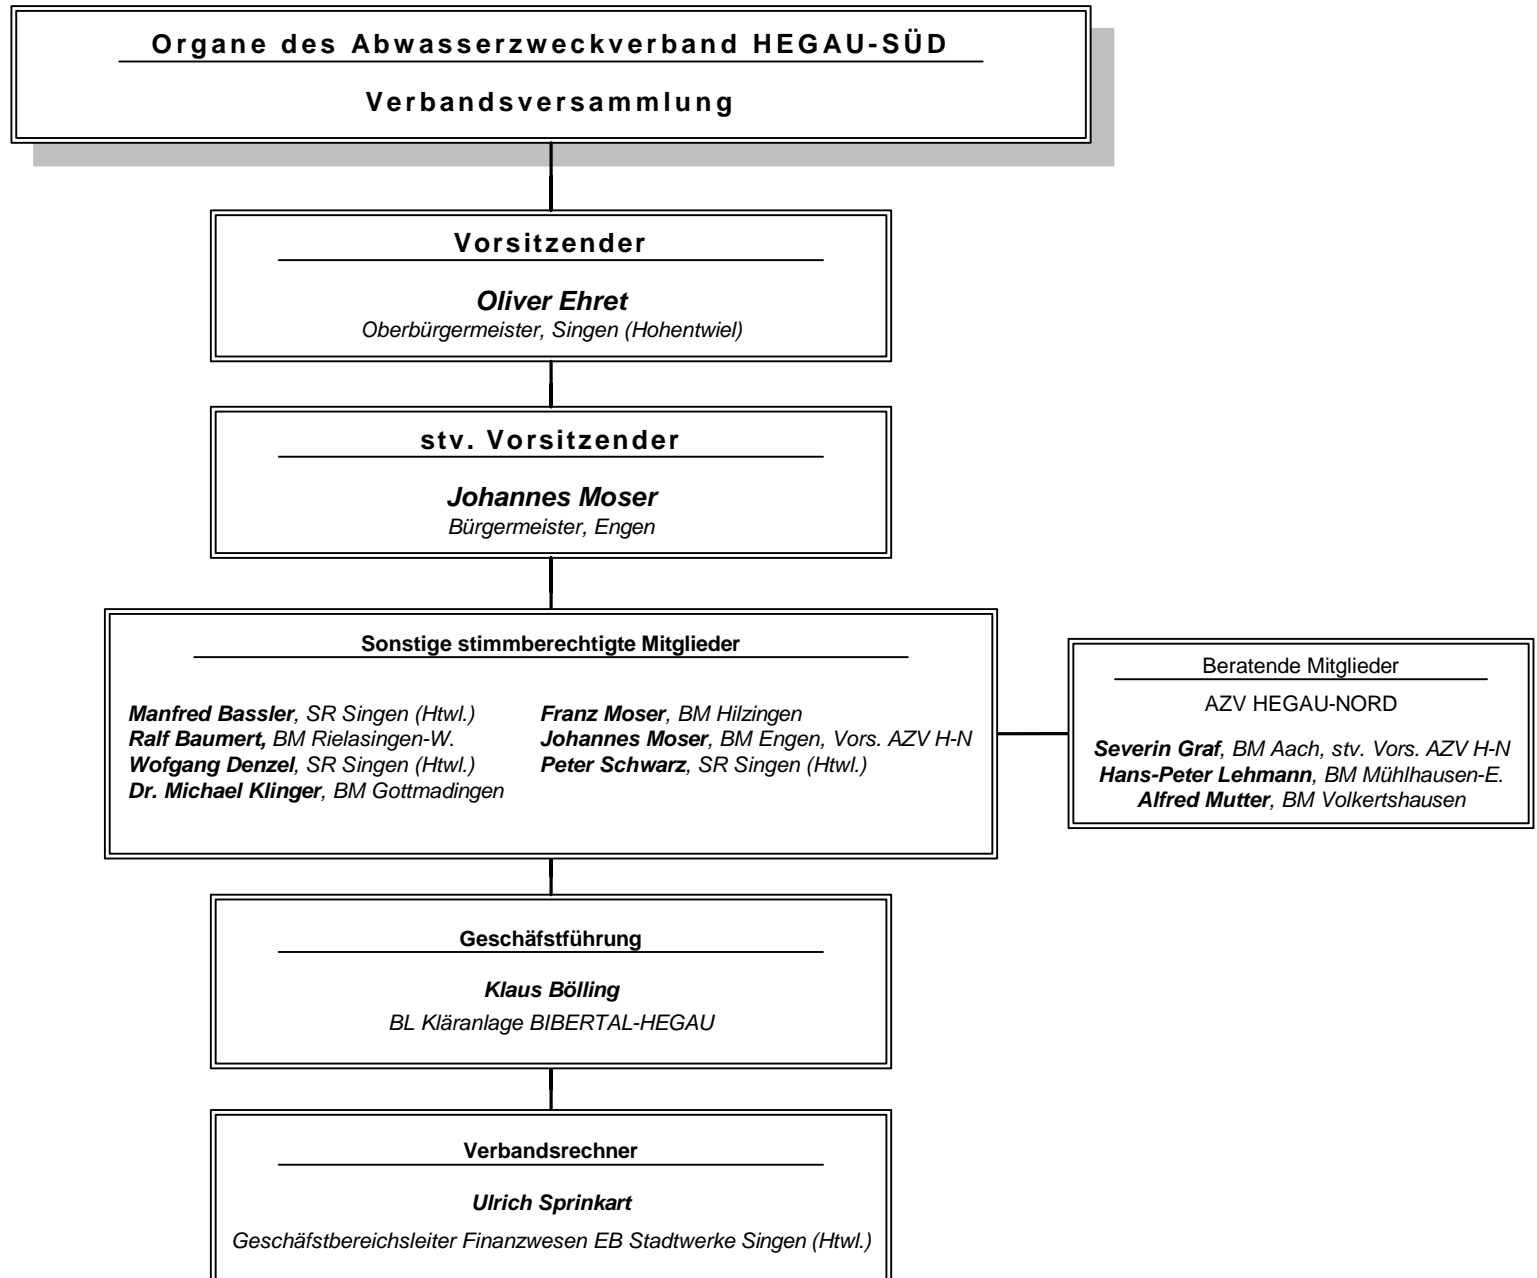 Organe des Abwasserzweckverband HEGAU-SÜD
Verbandsversammlung
Vorsitzender
Oliver Ehret
Oberbürgermeister, Singen (Hohentwiel)
stv. Vorsitzender
Johannes Moser
Bürgermeister, Engen
Sonstige stimmberechtigte Mitglieder
Manfred Bassler, SR Singen (Htwl.)
Ralf Baumert, BM Rielasingen-W.
Wofgang Denzel, SR Singen (Htwl.)
Dr. Michael Klinger, BM Gottmadingen
Franz Moser, BM Hilzingen
Johannes Moser, BM Engen, Vors. AZV H-N
Peter Schwarz, SR Singen (Htwl.)
Beratende Mitglieder
AZV HEGAU-NORD
Severin Graf, BM Aach, stv. Vors. AZV H-N
Hans-Peter Lehmann, BM Mühlhausen-E.
Alfred Mutter, BM Volkertshausen
Geschäfstführung
Klaus Bölling
BL Kläranlage BIBERTAL-HEGAU
Verbandsrechner
Ulrich Sprinkart
Geschäfstbereichsleiter Finanzwesen EB Stadtwerke Singen (Htwl.)